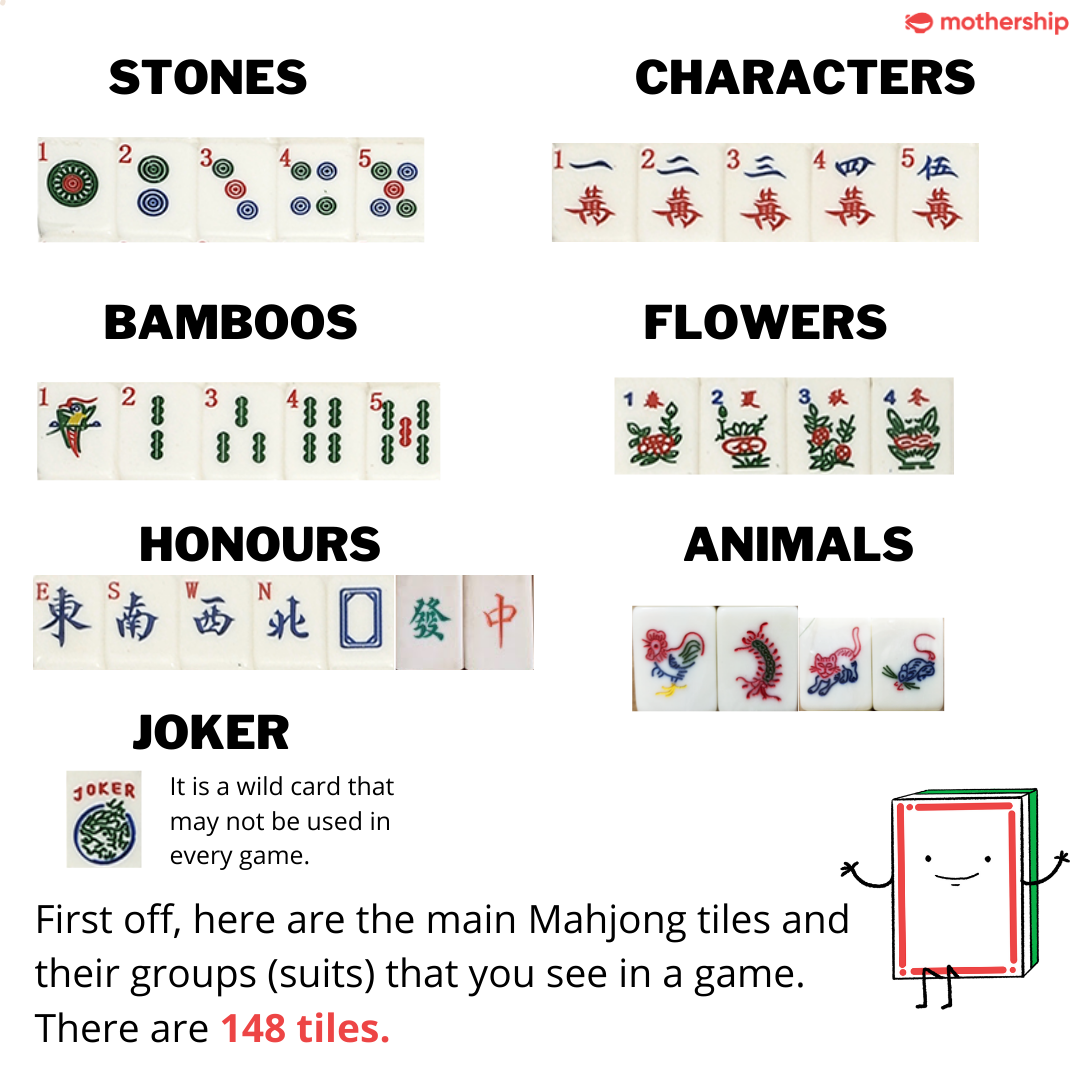 mothership
STONES
1 2 3 4 5
CHARACTERS
1一萬 2二萬 3三萬 4四萬 5伍萬
BAMBOOS
1 2 3 4 5
FLOWERS
1 春 2 夏 3 秋 4 冬
HONOURS
E東 S南 W西 N北 發 中
ANIMALS
JOKER
JOKER
It is a wild card that
may not be used in
every game.
First off, here are the main Mahjong tiles and
their groups (suits) that you see in a game.
There are 148 tiles.